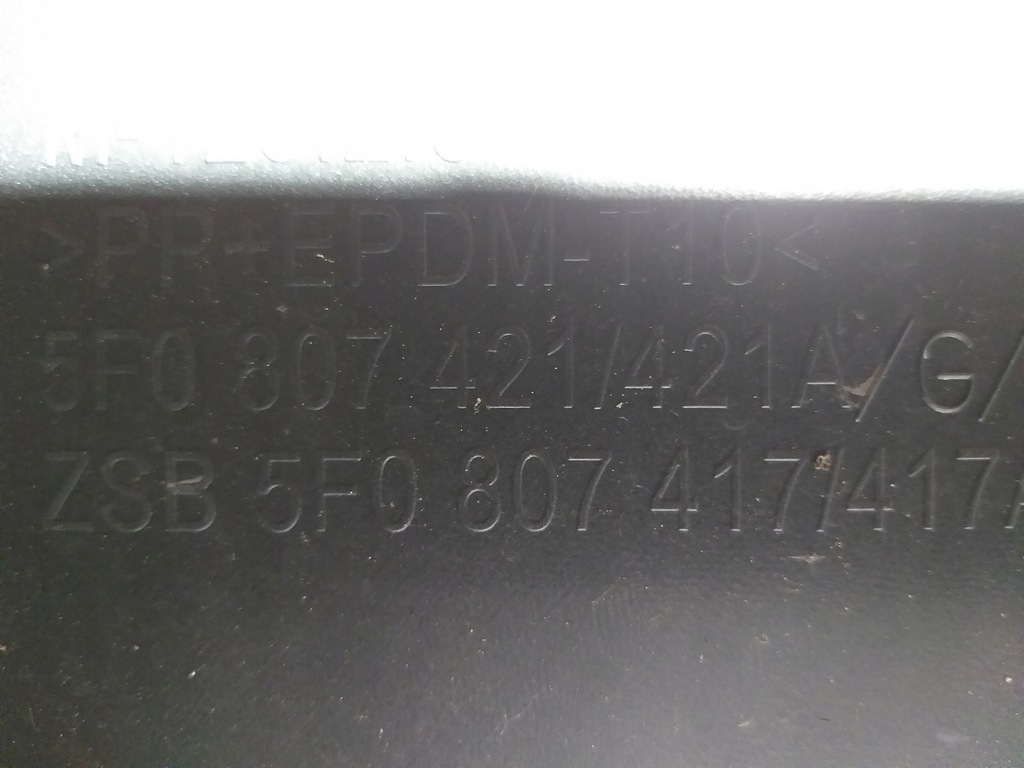 >PP+EPDM-T10<
5F0 807 421/421A/G/
ZSB 5F0 807 417/417A